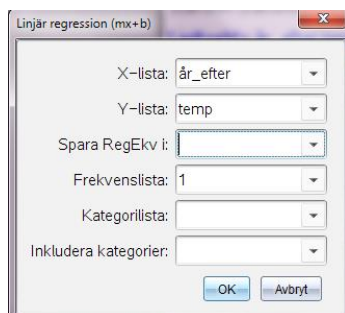 Linjär regression (mx+b)
X-lista: år_efter
Y-lista: temp
Spara RegEkv i:
Frekvenslista: 1
Kategorilista:
Inkludera kategorier:
OK Avbryt